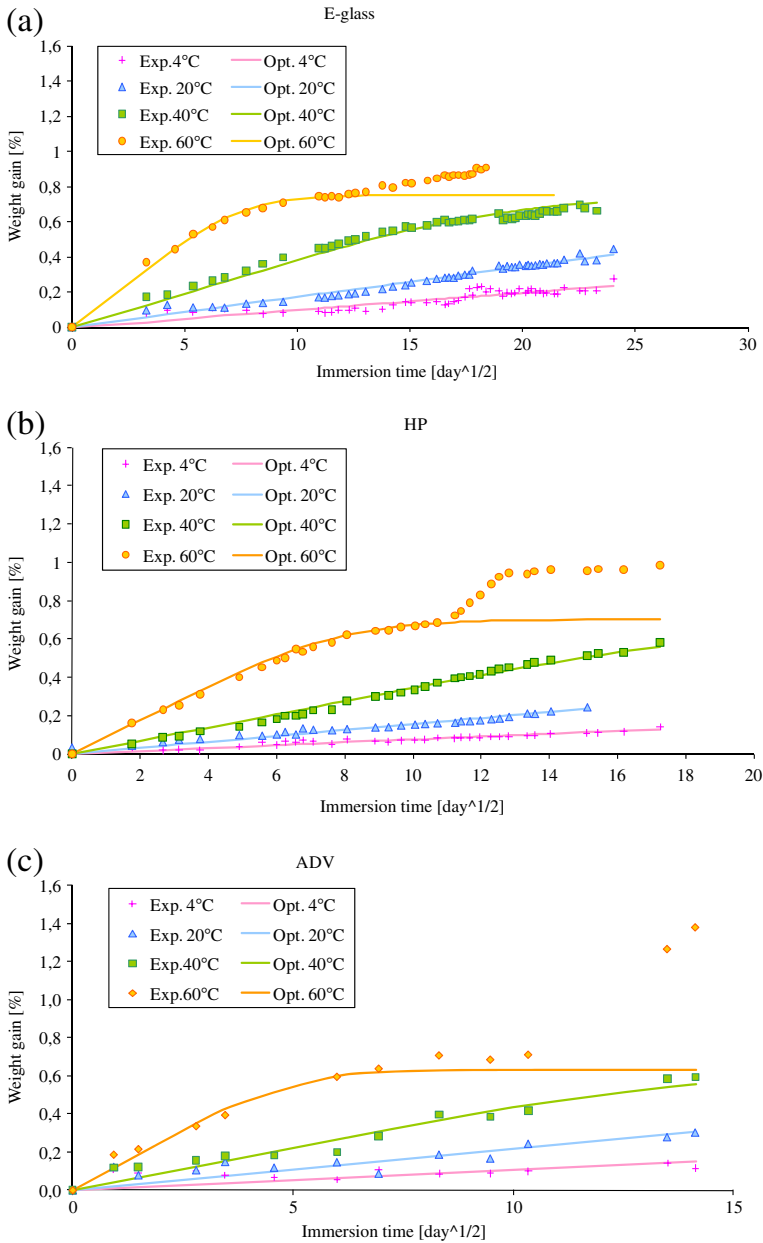 (a)
E-glass
1,6
1,4
1,2
1
0,8
0,6
0,4
0,2
0
Weight gain [%]
Exp.4°C
Opt. 4°C
Exp. 20°C
Opt. 20°C
Exp.40°C
Opt. 40°C
Exp. 60°C
Opt. 60°C
0 5 10 15 20 25 30
Immersion time [day^1/2]
(b)
HP
1,6
1,4
1,2
1
0,8
0,6
0,4
0,2
0
Weight gain [%]
Exp. 4°C
Opt. 4°C
Exp. 20°C
Opt. 20°C
Exp. 40°C
Opt. 40°C
Exp. 60°C
Opt. 60°C
0 2 4 6 8 10 12 14 16 18 20
Immersion time [day^1/2]
(c)
ADV
1,6
1,4
1,2
1,0
0,8
0,6
0,4
0,2
0,0
Weight gain [%]
Exp. 4°C
Opt. 4°C
Exp. 20°C
Opt. 20°C
Exp.40°C
Opt. 40°C
Exp.60°C
Opt. 60°C
5 10 15
Immersion time [day^1/2]